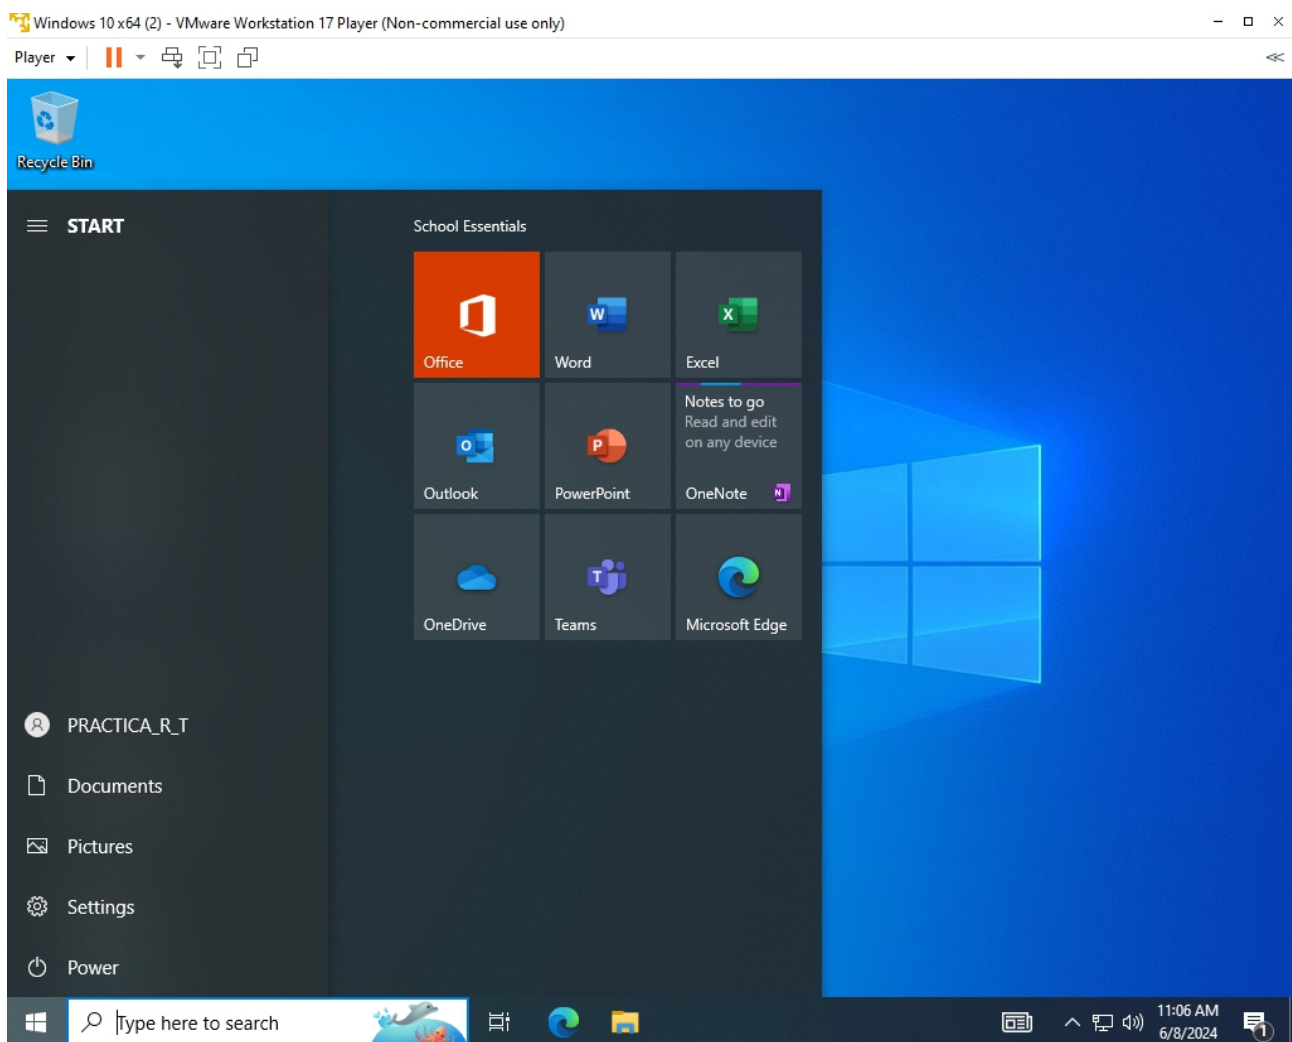 Windows 10 x64 (2) - VMware Workstation 17 Player (Non-commercial use only)
Player
Recycle Bin
START
School Essentials
Office
W
Word
X
Excel
O
Outlook
P
PowerPoint
Notes to go
Read and edit
on any device
OneNote
N
OneDrive
T
Teams
Microsoft Edge
PRACTICA_R_T
Documents
Pictures
Settings
Power
Type here to search
11:06 AM
6/8/2024
1